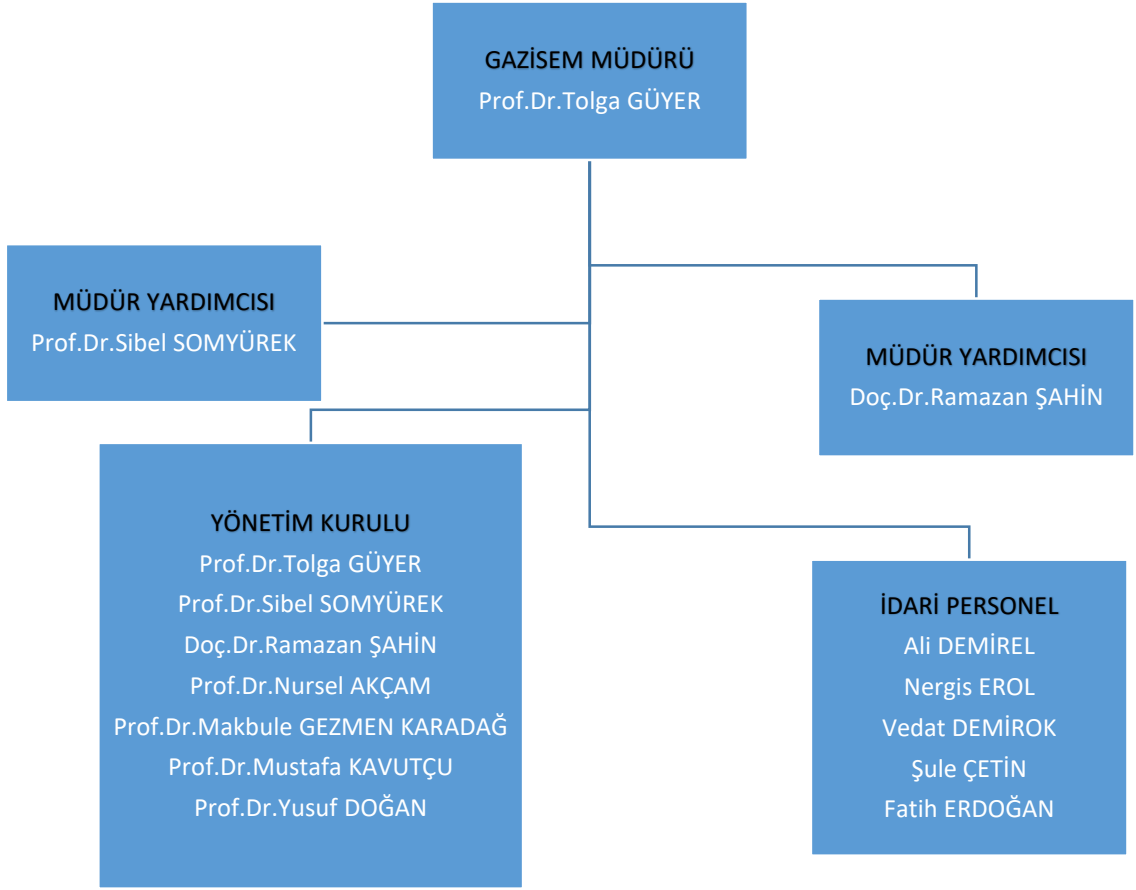 GAZİSEM MÜDÜRÜ
Prof.Dr.Tolga GÜYER
MÜDÜR YARDIMCISI
Prof.Dr.Sibel SOMYÜREK
MÜDÜR YARDIMCISI
Doç.Dr.Ramazan ŞAHİN
YÖNETİM KURULU
Prof.Dr.Tolga GÜYER
Prof.Dr.Sibel SOMYÜREK
Doç.Dr.Ramazan ŞAHİN
Prof.Dr.Nursel AKÇAM
Prof.Dr.Makbule GEZMEN KARADAĞ
Prof.Dr.Mustafa KAVUTÇU
Prof.Dr.Yusuf DOĞAN
İDARİ PERSONEL
Ali DEMİREL
Nergis EROL
Vedat DEMİROK
Şule ÇETİN
Fatih ERDOĞAN